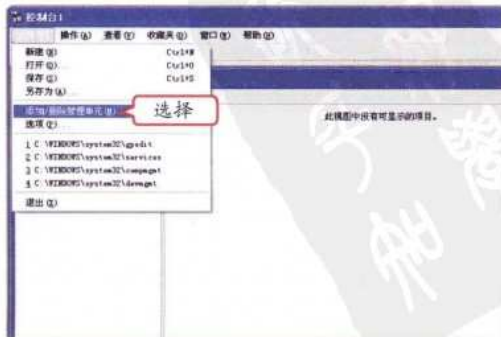 控制台1
操作(A) 查看(V) 收藏夹(O) 窗口(W) 帮助(H)
新建(N) Ctrl+N
打开(O)... Ctrl+O
保存(S) Ctrl+S
另存为(A)...
添加/删除管理单元(M)...
选择
选项(P)...
此视图中没有可显示的项目。
1 C:\WINDOWS\system32\gpedit
2 C:\WINDOWS\system32\services
3 C:\WINDOWS\system32\compmgmt
4 C:\WINDOWS\system32\devmgmt
退出(X)